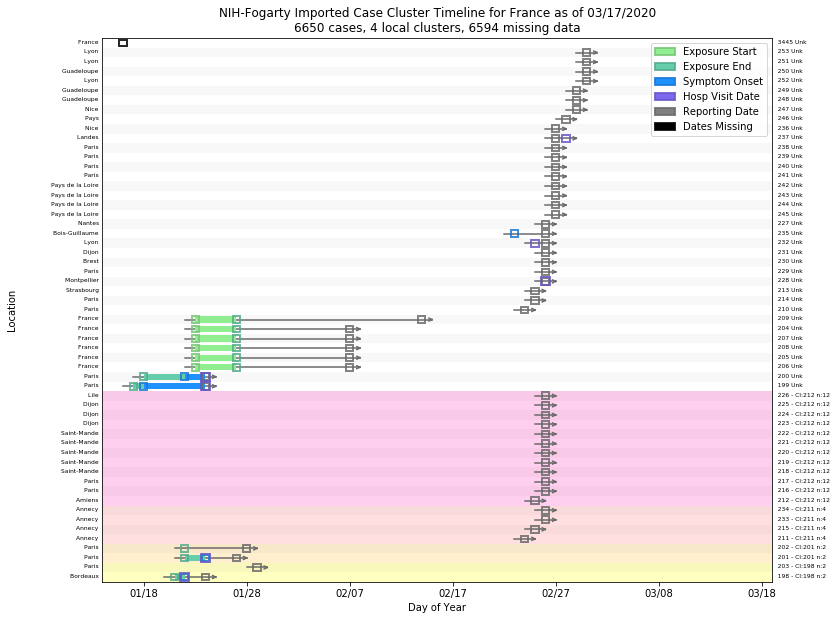 NIH-Fogarty Imported Case Cluster Timeline for France as of 03/17/2020
6650 cases, 4 local clusters, 6594 missing data
Exposure Start
Exposure End
Symptom Onset
Hosp Visit Date
Reporting Date
Dates Missing
Location
France 3445 Unk
Lyon 253 Unk
Lyon 251 Unk
Guadeloupe 250 Unk
Lyon 252 Unk
Guadeloupe 249 Unk
Guadeloupe 248 Unk
Nice 247 Unk
Pays 246 Unk
Nice 236 Unk
Landes 237 Unk
Paris 238 Unk
Paris 239 Unk
Paris 240 Unk
Paris 241 Unk
Pays de la Loire 242 Unk
Pays de la Loire 243 Unk
Pays de la Loire 244 Unk
Pays de la Loire 245 Unk
Nantes 227 Unk
Bois-Guillaume 235 Unk
Lyon 232 Unk
Dijon 231 Unk
Brest 230 Unk
Paris 229 Unk
Montpellier 228 Unk
Strasbourg 213 Unk
Paris 214 Unk
Paris 210 Unk
France 209 Unk
France 204 Unk
France 207 Unk
France 208 Unk
France 205 Unk
France 206 Unk
Paris 200 Unk
Paris 199 Unk
Lille 226 - Cl:212 n:12
Dijon 225 - Cl:212 n:12
Dijon 224 - Cl:212 n:12
Dijon 223 - Cl:212 n:12
Saint-Mande 222 - Cl:212 n:12
Saint-Mande 221 - Cl:212 n:12
Saint-Mande 220 - Cl:212 n:12
Saint-Mande 219 - Cl:212 n:12
Saint-Mande 218 - Cl:212 n:12
Paris 217 - Cl:212 n:12
Paris 216 - Cl:212 n:12
Amiens 212 - Cl:212 n:12
Annecy 234 - Cl:211 n:4
Annecy 233 - Cl:211 n:4
Annecy 215 - Cl:211 n:4
Annecy 211 - Cl:211 n:4
Paris 202 - Cl:201 n:2
Paris 201 - Cl:201 n:2
Paris 203 - Cl:198 n:2
Bordeaux 198 - Cl:198 n:2
01/18 01/28 02/07 02/17 02/27 03/08 03/18
Day of Year